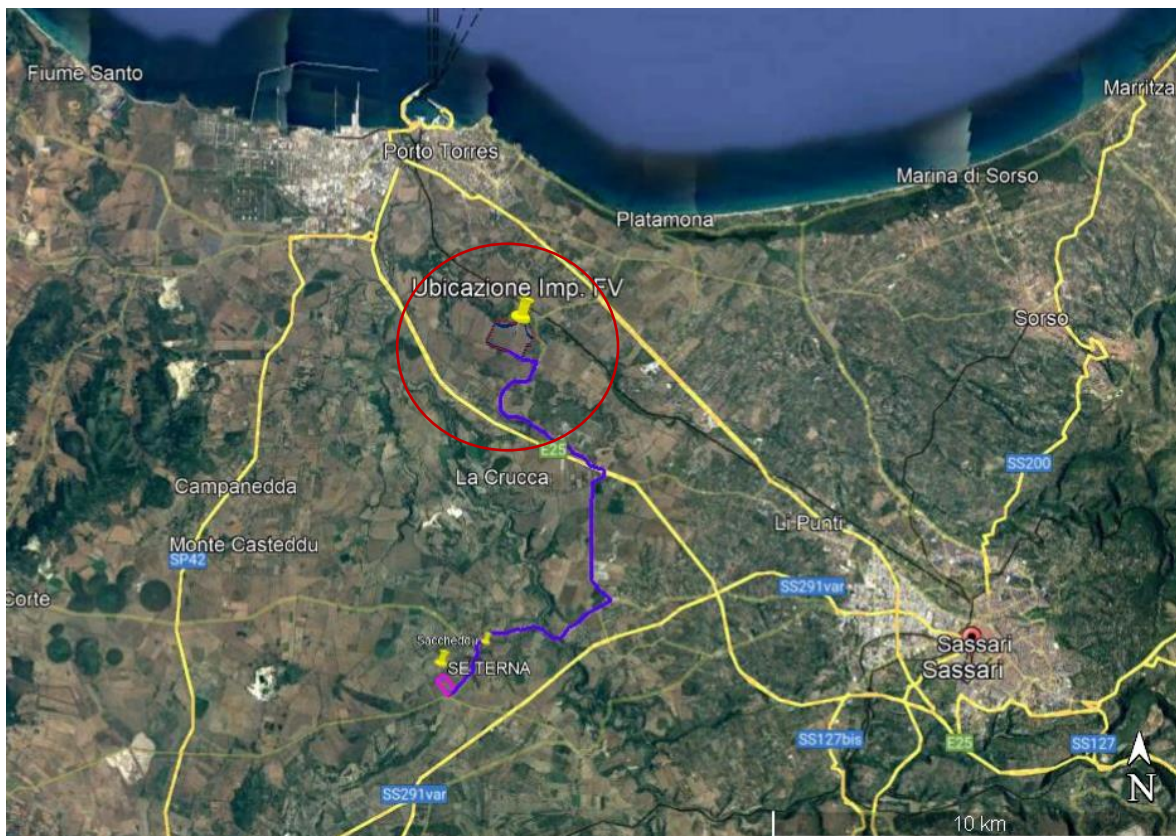 Fiume Santo
Marritza
Porto Torres
Marina di Sorso
Platamona
Ubicazione Imp. FV
Sorso
E25
SS200
La Crucca
Campanedda
Li Punti
Monte Casteddu
SP42
SS291var
Corte
Saccheddu
Sassari
SE TERNA
Sassari
SS127bis
E25
SS127
SS291var
N
10 km